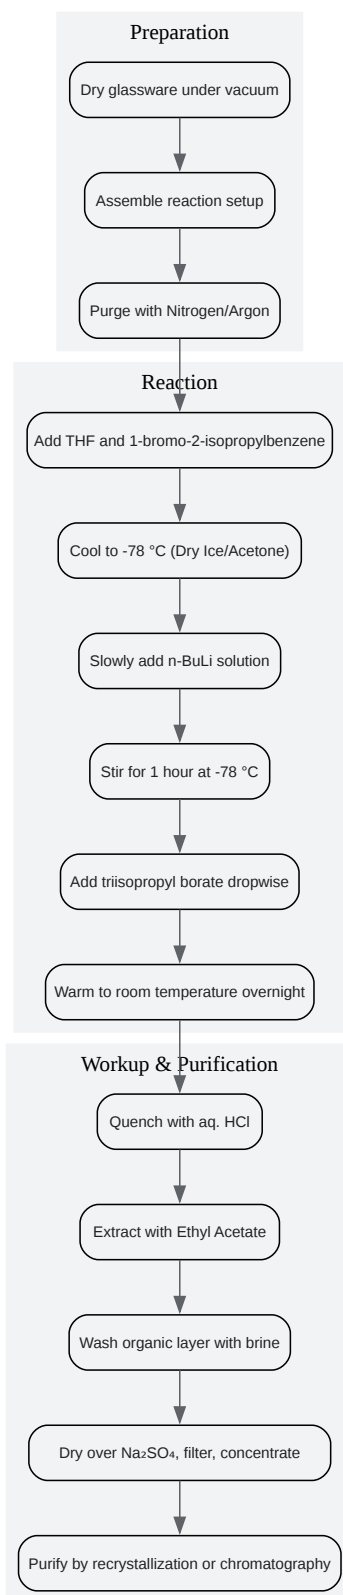 Preparation
Dry glassware under vacuum
Assemble reaction setup
Purge with Nitrogen/Argon
Reaction
Add THF and 1-bromo-2-isopropylbenzene
Cool to -78 °C (Dry Ice/Acetone)
Slowly add n-BuLi solution
Stir for 1 hour at -78 °C
Add triisopropyl borate dropwise
Warm to room temperature overnight
Workup & Purification
Quench with aq. HCl
Extract with Ethyl Acetate
Wash organic layer with brine
Dry over Na₂SO₄, filter, concentrate
Purify by recrystallization or chromatography